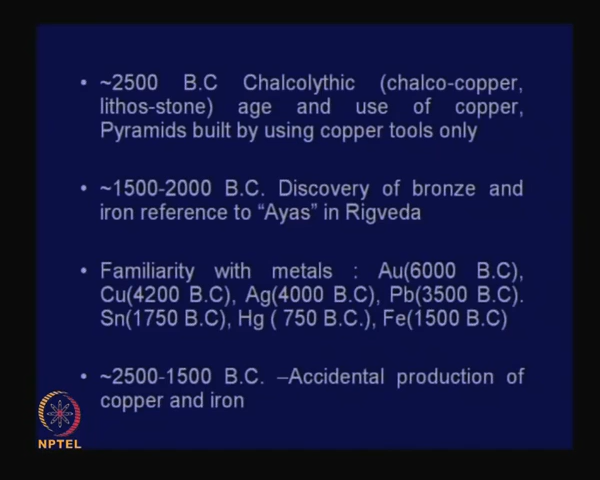 • ~2500 B.C Chalcolythic (chalco-copper,
lithos-stone) age and use of copper,
Pyramids built by using copper tools only
• ~1500-2000 B.C. Discovery of bronze and
iron reference to “Ayas” in Rigveda
• Familiarity with metals : Au(6000 B.C),
Cu(4200 B.C), Ag(4000 B.C), Pb(3500 B.C).
Sn(1750 B.C), Hg ( 750 B.C.), Fe(1500 B.C)
• ~2500-1500 B.C. –Accidental production of
copper and iron
NPTEL